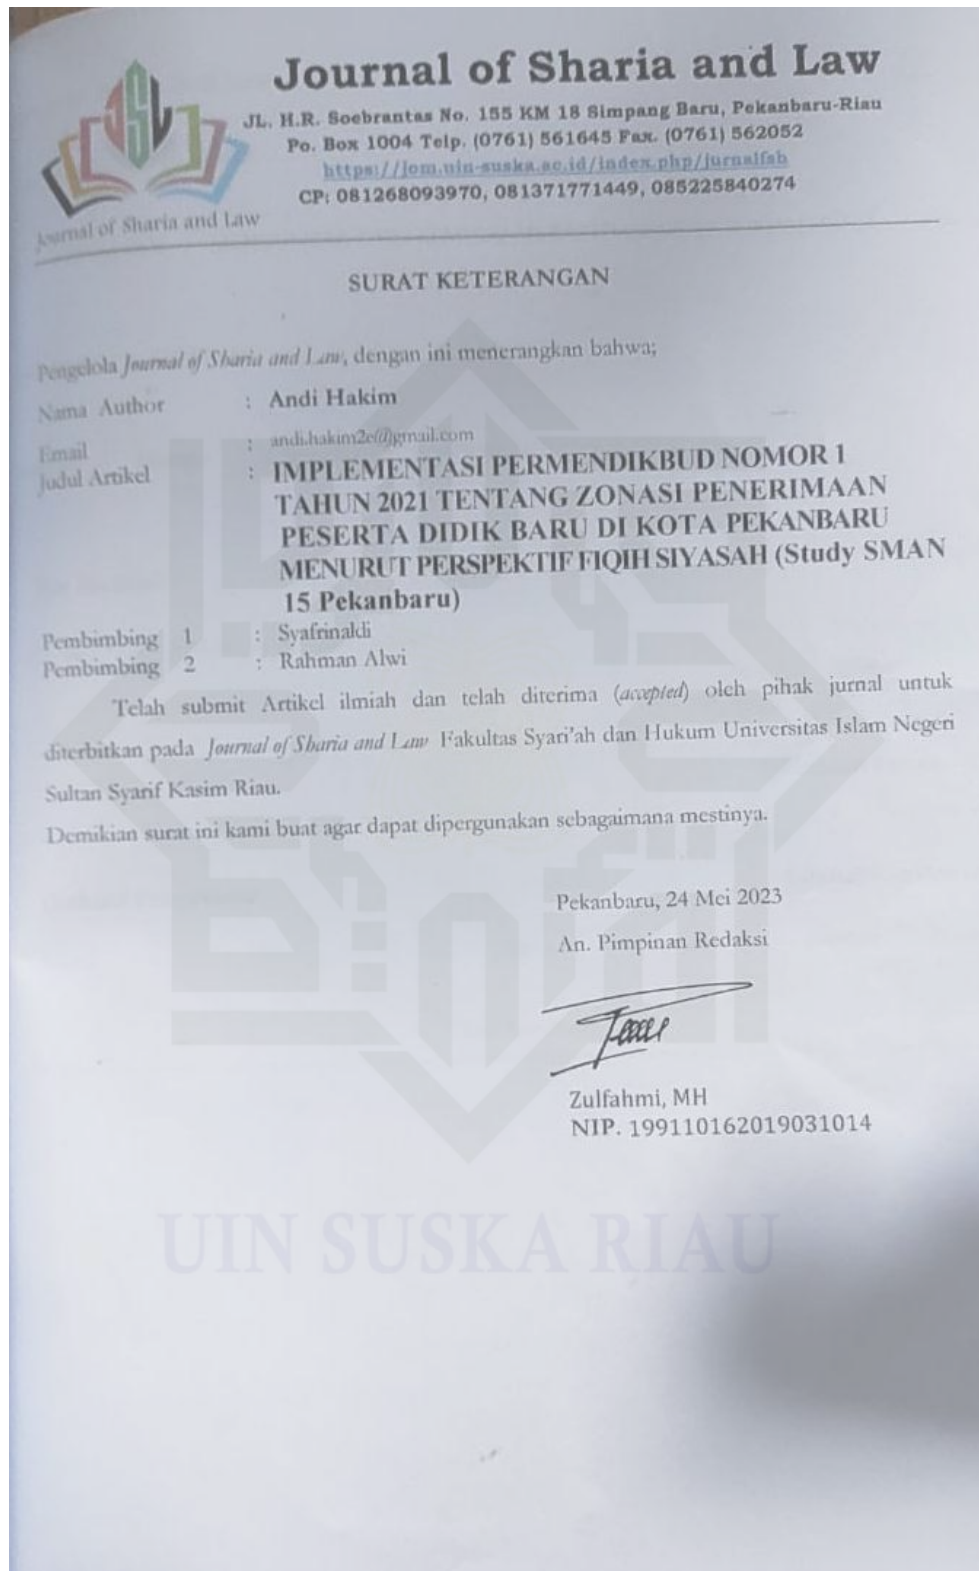 Journal of Sharia and Law
JL. H.R. Soebrantas No. 155 KM 18 Simpang Baru, Pekanbaru-Riau
Po. Box 1004 Telp. (0761) 561645 Fax. (0761) 562052
https://jom.uin-suska.ac.id/index.php/jurnalfsh
CP: 081268093970, 081371771449, 085225840274
JSL
Journal of Sharia and Law
SURAT KETERANGAN
Pengelola Journal of Sharia and Law, dengan ini menerangkan bahwa;
Nama Author : Andi Hakim
Email : andi.hakim2e@gmail.com
Judul Artikel : IMPLEMENTASI PERMENDIKBUD NOMOR 1
TAHUN 2021 TENTANG ZONASI PENERIMAAN
PESERTA DIDIK BARU DI KOTA PEKANBARU
MENURUT PERSPEKTIF FIQIH SIYASAH (Study SMAN
15 Pekanbaru)
Pembimbing 1 : Syafrinaldi
Pembimbing 2 : Rahman Alwi
Telah submit Artikel ilmiah dan telah diterima (accepted) oleh pihak jurnal untuk
diterbitkan pada Journal of Sharia and Law Fakultas Syari'ah dan Hukum Universitas Islam Negeri
Sultan Syarif Kasim Riau.
Demikian surat ini kami buat agar dapat dipergunakan sebagaimana mestinya.
Pekanbaru, 24 Mei 2023
An. Pimpinan Redaksi
Zulfahmi, MH
NIP. 199110162019031014
UIN SUSKA RIAU